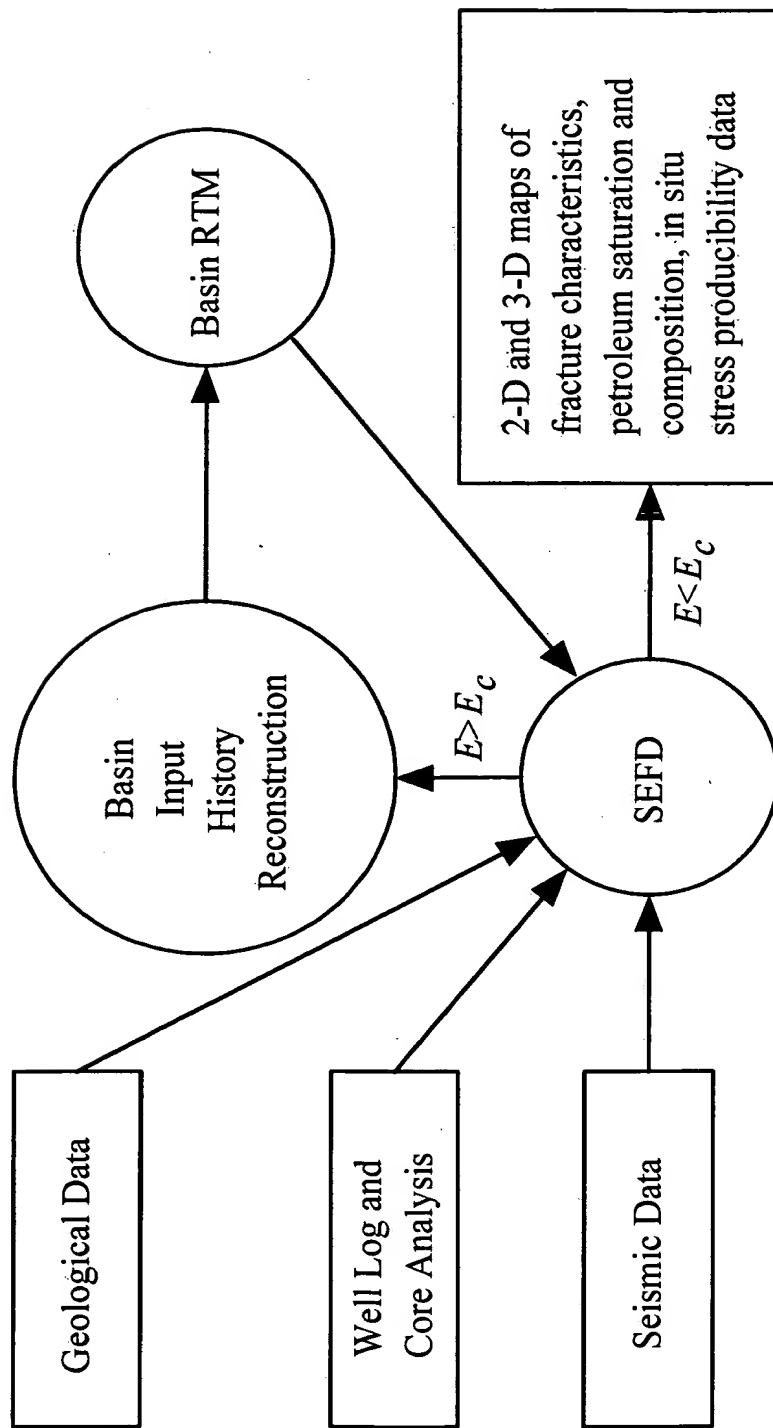 Geological Data
Well Log and
Core Analysis
Seismic Data
Basin
Input
History
Reconstruction
Basin RTM
E>E_c
SEFD
E<E_c
2-D and 3-D maps of
fracture characteristics,
petroleum saturation and
composition, in situ
stress producibility data